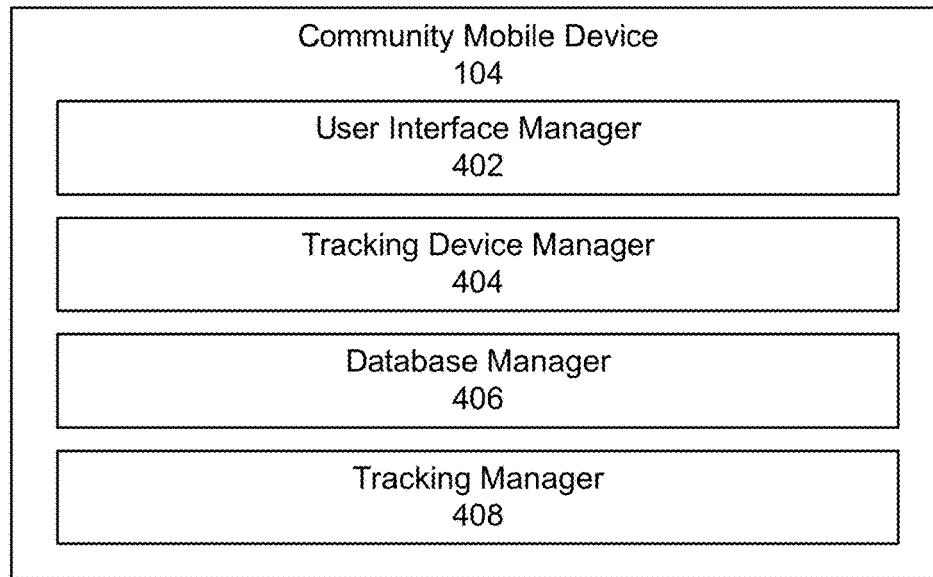 Community Mobile Device
104
User Interface Manager
402
Tracking Device Manager
404
Database Manager
406
Tracking Manager
408